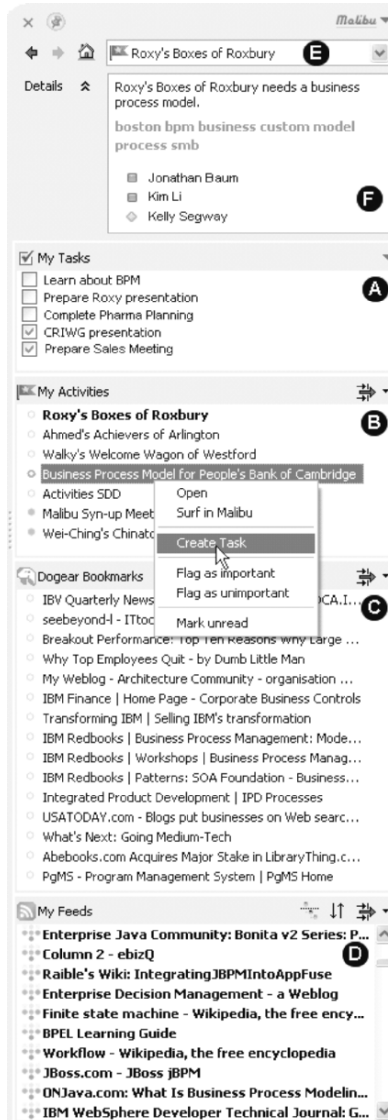 Malibu
Roxy's Boxes of Roxbury
E
Details
Roxy's Boxes of Roxbury needs a business
process model.
boston bpm business custom model
process smb
Jonathan Baum
Kim Li
F
Kelly Segway
My Tasks
Learn about BPM
A
Prepare Roxy presentation
Complete Pharma Planning
CRIWG presentation
Prepare Sales Meeting
My Activities
Roxy's Boxes of Roxbury
B
Ahmed's Achievers of Arlington
Walky's Welcome Wagon of Westford
Business Process Model for People's Bank of Cambridge
Activities SDD
Malibu Syn-up Meet
Wei-Ching's Chinato
Open
Surf in Malibu
Create Task
Flag as important
Flag as unimportant
Mark unread
Dogear Bookmarks
IBV Quarterly News DCA.I...
C
seebeyond-l - ITtoo
Breakout Performance: Top Ten Reasons Why Large ...
Why Top Employees Quit - by Dumb Little Man
My Weblog - Architecture Community - organisation ...
IBM Finance | Home Page - Corporate Business Controls
Transforming IBM | Selling IBM's transformation
IBM Redbooks | Business Process Management: Mode...
IBM Redbooks | Workshops | Business Process Manag...
IBM Redbooks | Patterns: SOA Foundation - Business...
Integrated Product Development | IPD Processes
USATODAY.com - Blogs put businesses on Web searc...
What's Next: Going Medium-Tech
Abebooks.com Acquires Major Stake in LibraryThing.c...
PgMS - Program Management System | PgMS Home
My Feeds
Enterprise Java Community: Bonita v2 Series: P...
Column 2 - ebizQ
D
Raible's Wiki: IntegratingJBPMIntoAppFuse
Enterprise Decision Management - a Weblog
Finite state machine - Wikipedia, the free ency...
BPEL Learning Guide
Workflow - Wikipedia, the free encyclopedia
JBoss.com - JBoss jBPM
ONJava.com: What Is Business Process Modelin...
IBM WebSphere Developer Technical Journal: G...